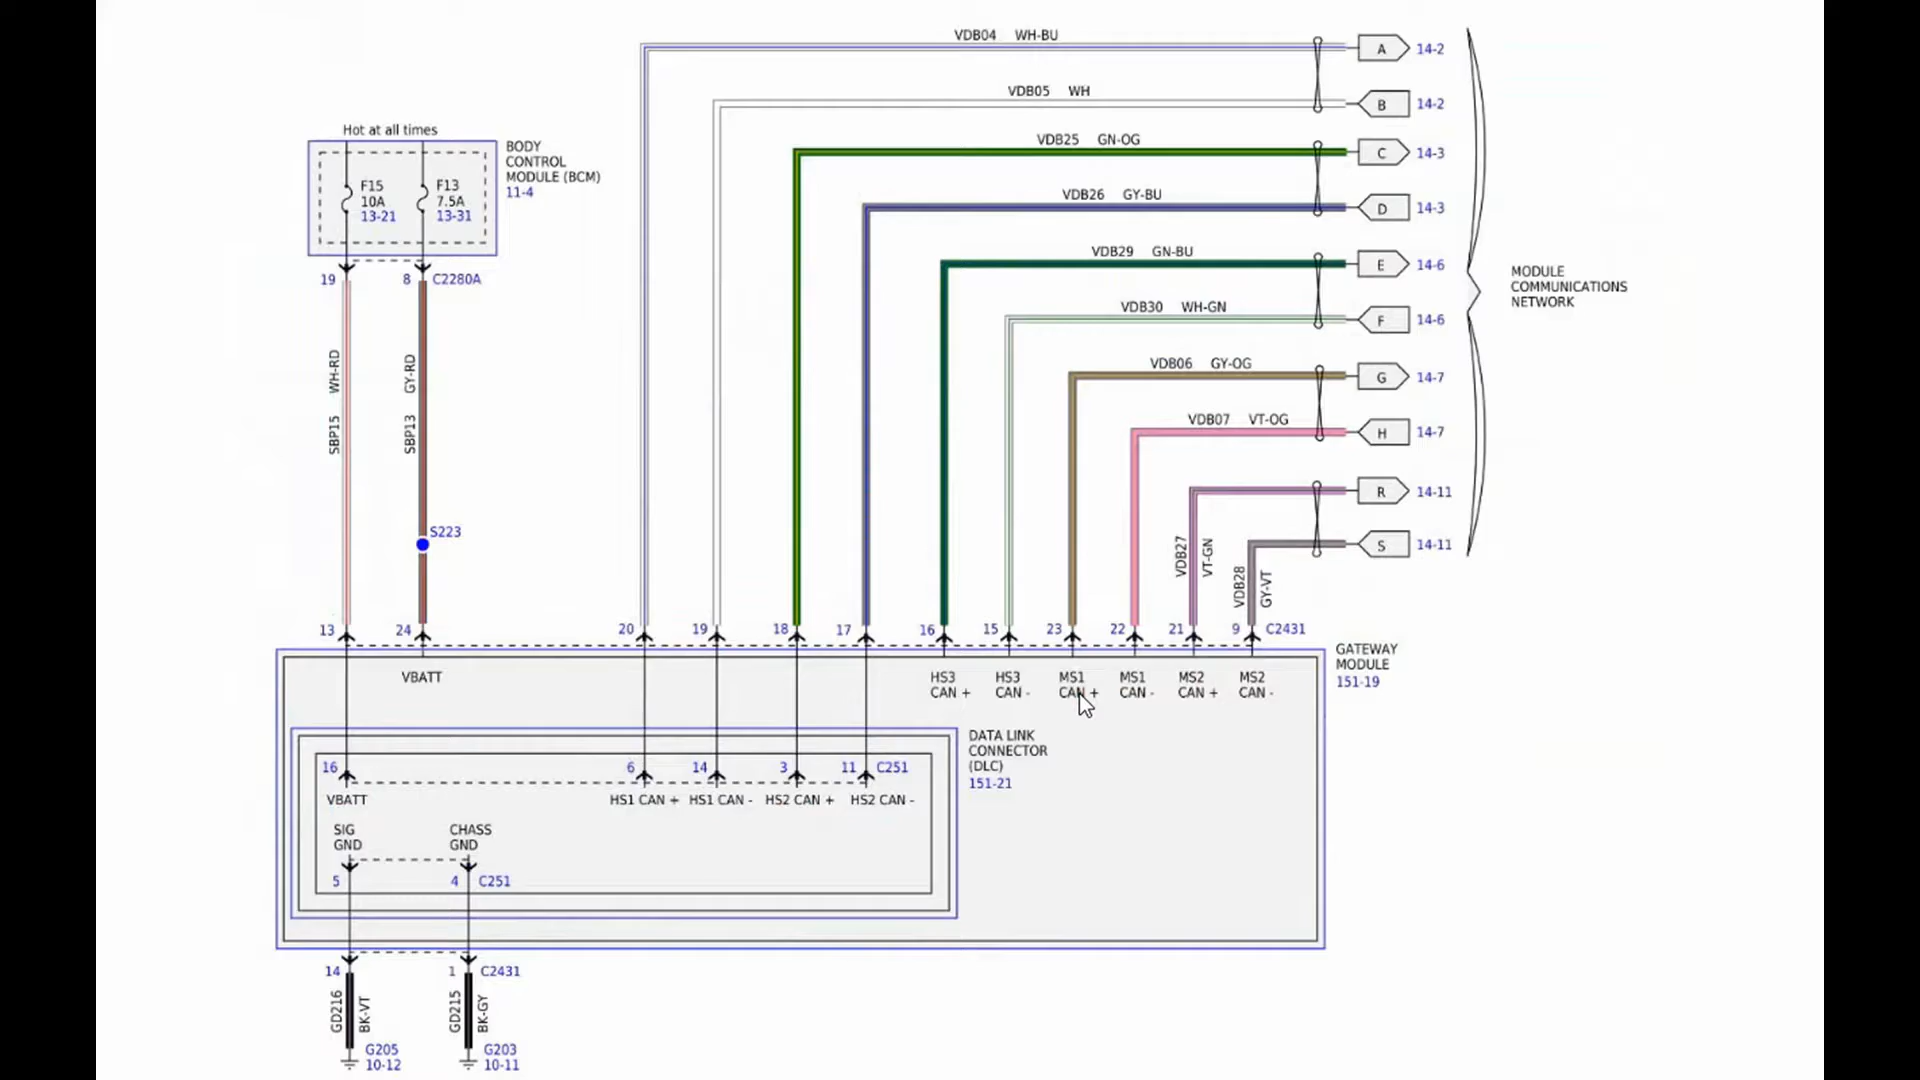 VDB04 WH-BU
A 14-2
VDB05 WH
B 14-2
VDB25 GN-OG
C 14-3
VDB26 GY-BU
D 14-3
VDB29 GN-BU
E 14-6
VDB30 WH-GN
F 14-6
VDB06 GY-OG
G 14-7
VDB07 VT-OG
H 14-7
R 14-11
S 14-11
VDB27 VT-GN
VDB28 GY-VT
MODULE
COMMUNICATIONS
NETWORK
Hot at all times
BODY
CONTROL
MODULE (BCM)
11-4
F15
10A
13-21
F13
7.5A
13-31
19 8 C2280A
SBP15 WH-RD
SBP13 GY-RD
S223
13 24 20 19 18 17 16 15 23 22 21 9 C2431
GATEWAY
MODULE
151-19
VBATT
HS3
CAN +
HS3
CAN -
MS1
CAN +
MS1
CAN -
MS2
CAN +
MS2
CAN -
DATA LINK
CONNECTOR
(DLC)
151-21
16 6 14 3 11 C251
VBATT HS1 CAN + HS1 CAN - HS2 CAN + HS2 CAN -
SIG
GND
CHASS
GND
5 4 C251
14 1 C2431
GD216 BK-VT
GD215 BK-GY
G205
10-12
G203
10-11